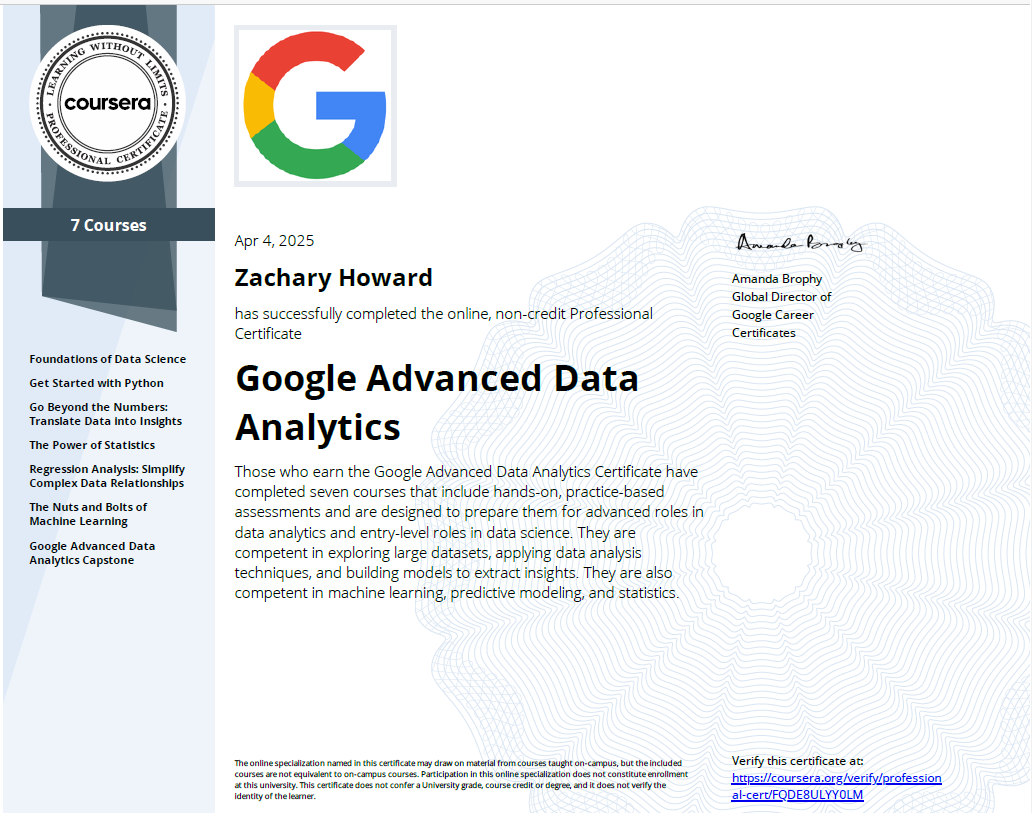 LEARNING WITHOUT LIMITS
coursera
PROFESSIONAL CERTIFICATE
7 Courses
Foundations of Data Science
Get Started with Python
Go Beyond the Numbers:
Translate Data into Insights
The Power of Statistics
Regression Analysis: Simplify
Complex Data Relationships
The Nuts and Bolts of
Machine Learning
Google Advanced Data
Analytics Capstone
Apr 4, 2025
Zachary Howard
has successfully completed the online, non-credit Professional
Certificate
Google Advanced Data
Analytics
Those who earn the Google Advanced Data Analytics Certificate have
completed seven courses that include hands-on, practice-based
assessments and are designed to prepare them for advanced roles in
data analytics and entry-level roles in data science. They are
competent in exploring large datasets, applying data analysis
techniques, and building models to extract insights. They are also
competent in machine learning, predictive modeling, and statistics.
Amanda Brophy
Amanda Brophy
Global Director of
Google Career
Certificates
The online specialization named in this certificate may draw on material from courses taught on-campus, but the included
courses are not equivalent to on-campus courses. Participation in this online specialization does not constitute enrollment
at this university. This certificate does not confer a University grade, course credit or degree, and it does not verify the
identity of the learner.
Verify this certificate at:
https://coursera.org/verify/profession
al-cert/FQDE8ULYY0LM